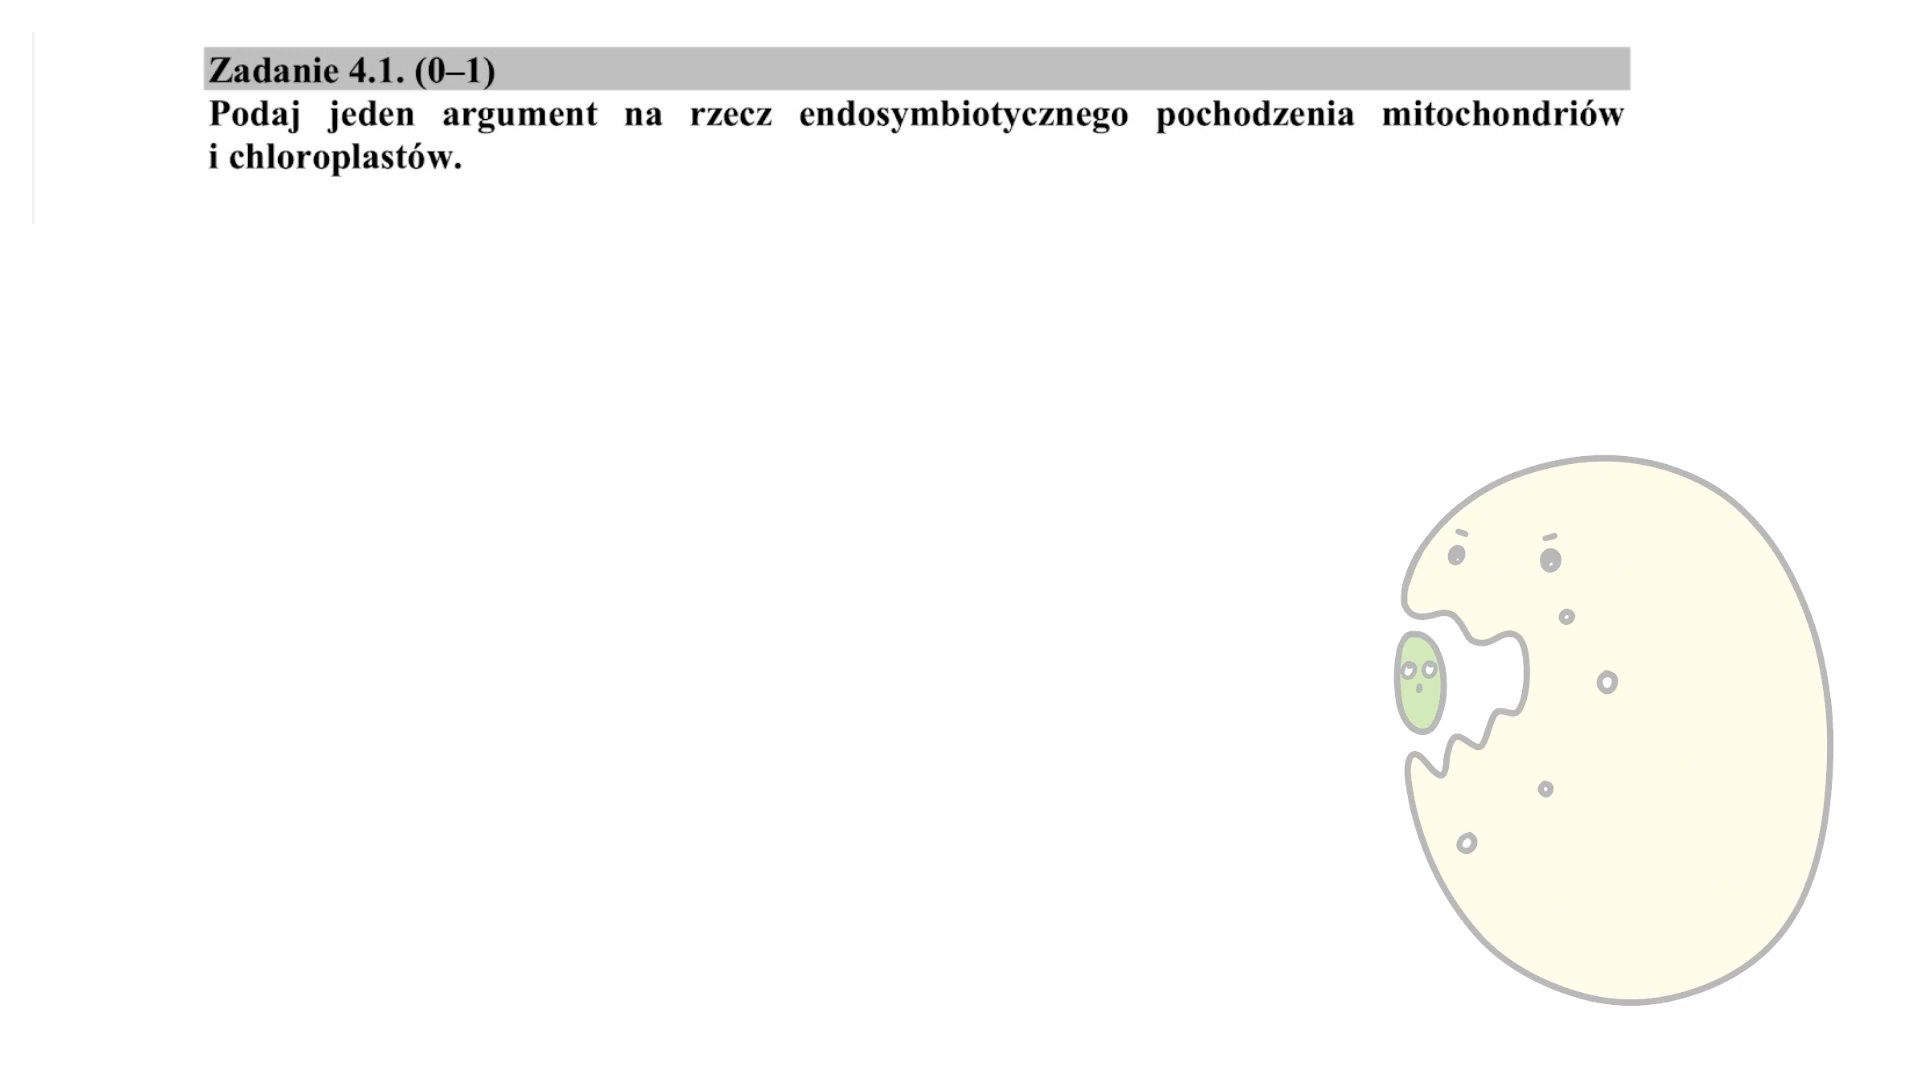 Zadanie 4.1. (0–1)
Podaj jeden argument na rzecz endosymbiotycznego pochodzenia mitochondriów
i chloroplastów.